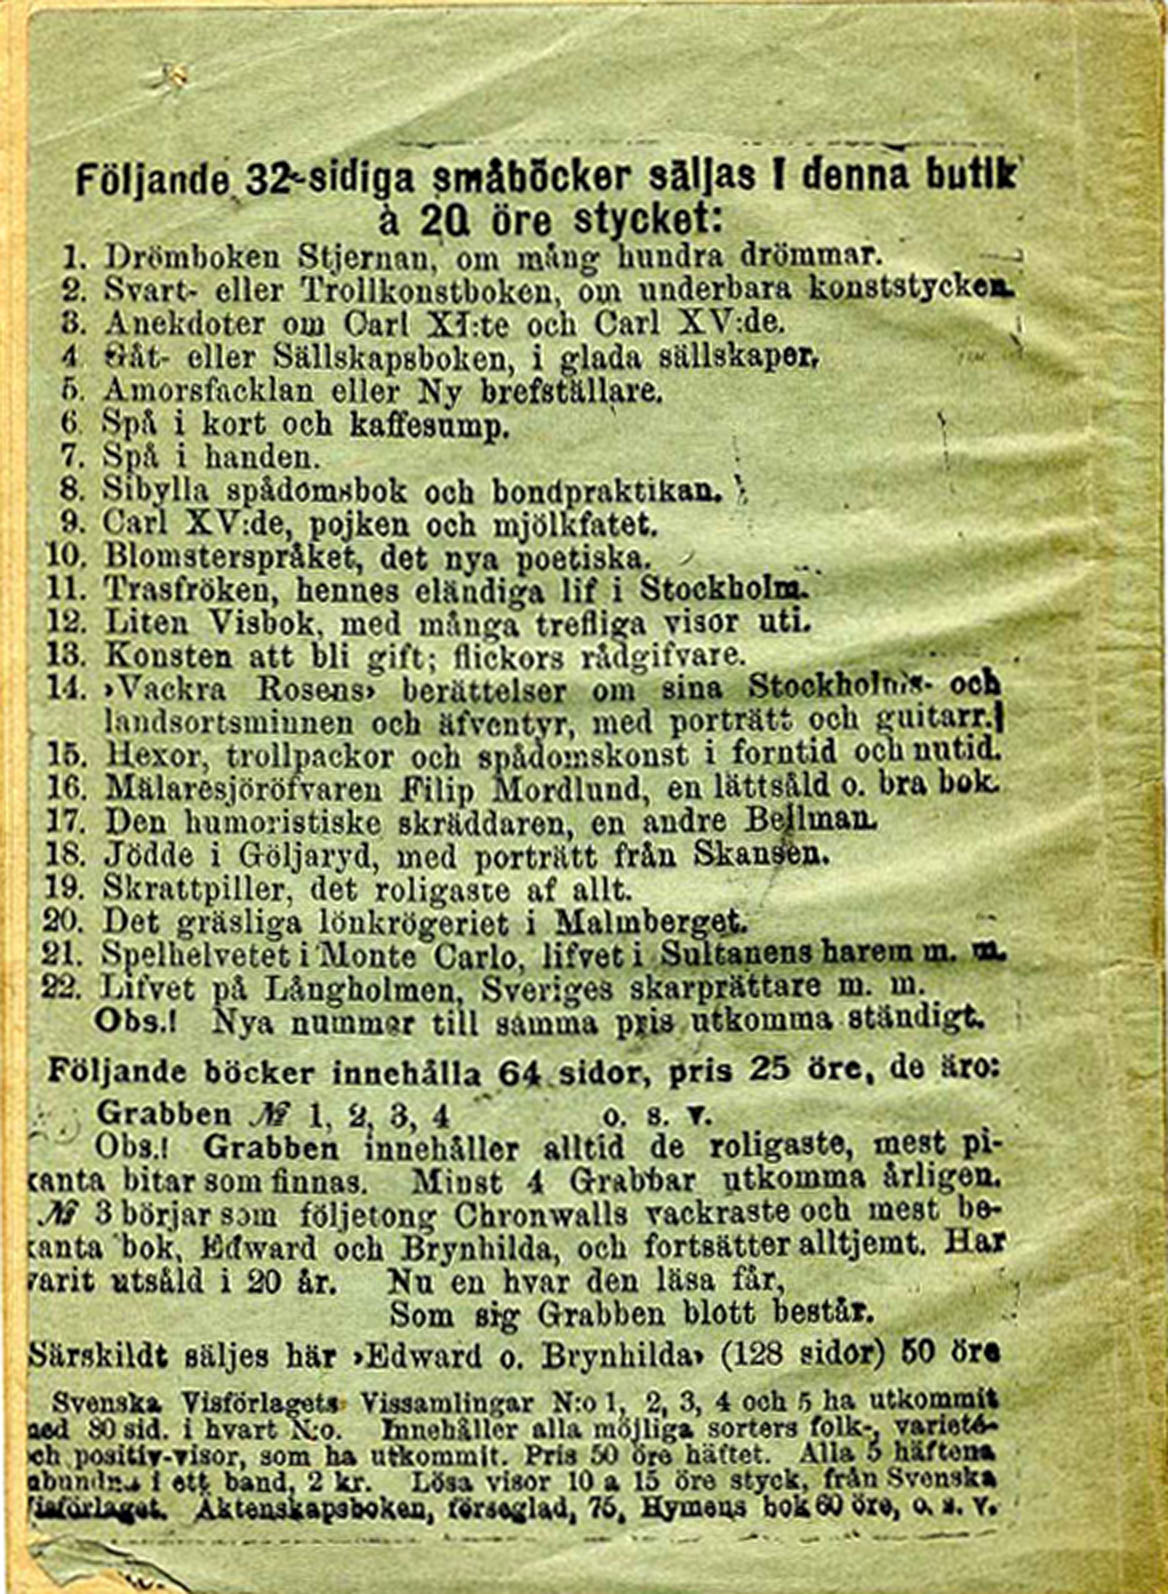 Följande 32-sidiga småböcker säljas i denna butik
à 20 öre stycket:
1. Drömboken Stjernan, om mång hundra drömmar.
2. Svart- eller Trollkonstboken, om underbara konststycken.
3. Anekdoter om Carl XI:te och Carl XV:de.
4 Gåt- eller Sällskapsboken, i glada sällskaper,
5. Amorsfacklan eller Ny brefställare.
6 Spå i kort och kaffesump.
7. Spå i handen.
8. Sibylla spådomsbok och bondpraktikan.
9. Carl XV:de, pojken och mjölkfatet.
10. Blomsterspråket, det nya poetiska.
11. Trasfröken, hennes eländiga lif i Stockholm.
12. Liten Visbok, med många trefliga visor uti.
13. Konsten att bli gift; flickors rådgifvare.
14. »Vackra Rosens» berättelser om sina Stockholms- och
landsortsminnen och äfventyr, med porträtt och guitarr.
15. Hexor, trollpackor och spådomskonst i forntid och nutid.
16. Mälaresjöröfvaren Filip Mordlund, en lättsåld o. bra bok.
17. Den humoristiske skräddaren, en andre Bellman.
18. Jödde i Göljaryd, med porträtt från Skansen.
19. Skrattpiller, det roligaste af allt.
20. Det gräsliga lönkrögeriet i Malmberget.
21. Spelhelvetet i Monte Carlo, lifvet i Sultanens harem m. m.
22. Lifvet på Långholmen, Sveriges skarprättare m. m.
Obs.! Nya nummer till samma pris utkomma ständigt.
Följande böcker innehålla 64 sidor, pris 25 öre, de äro:
Grabben № 1, 2, 3, 4 o. s. v.
Obs.! Grabben innehåller alltid de roligaste, mest pi-
kanta bitar som finnas. Minst 4 Grabbar utkomma årligen.
№ 3 börjar som följetong Chronwalls vackraste och mest be-
kanta bok, Edward och Brynhilda, och fortsätter alltjemt. Har
varit utsåld i 20 år. Nu en hvar den läsa får,
Som sig Grabben blott består.
Särskildt säljes här »Edward o. Brynhilda» (128 sidor) 50 öre
Svenska Visförlagets Vissamlingar N:o 1, 2, 3, 4 och 5 ha utkommit
med 80 sid. i hvart N:o. Innehåller alla möjliga sorters folk-, varieté-
och positiv-visor, som ha utkommit. Pris 50 öre häftet. Alla 5 häftena
i ett band, 2 kr. Lösa visor 10 a 15 öre styck, från Svenska
Visförlaget. Äktenskapsboken, förseglad, 75, Hymens bok 60 öre, o. s. v.